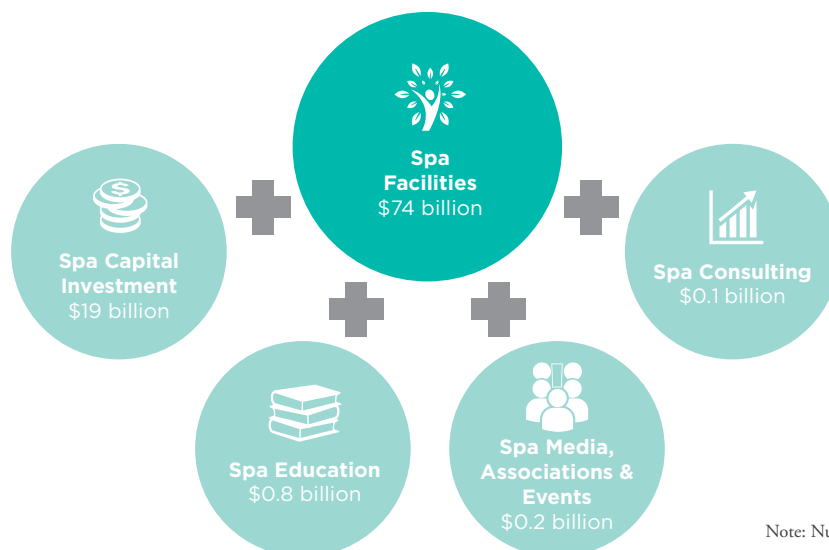 Spa
Facilities
$74 billion
Spa Capital
Investment
$19 billion
Spa Consulting
$0.1 billion
Spa Education
$0.8 billion
Spa Media,
Associations &
Events
$0.2 billion
Note:
$